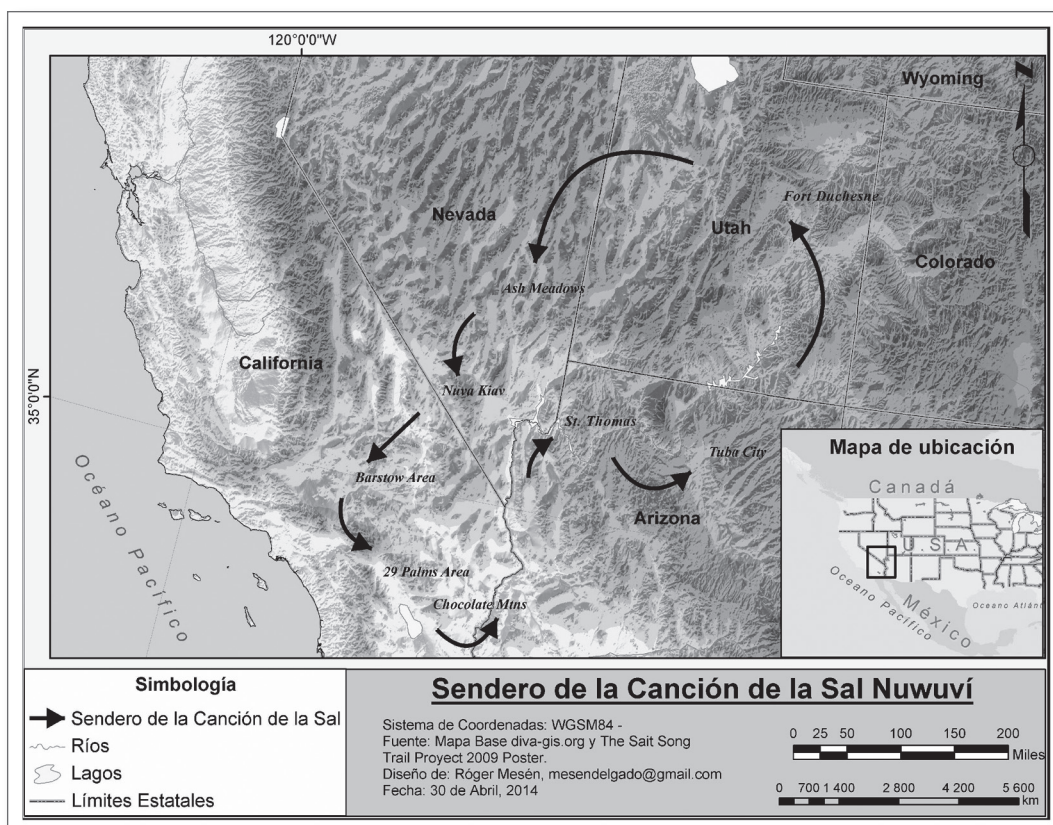 120°0'0"W
Wyoming
N
Nevada
Fort Duchesne
Utah
Colorado
Ash Meadows
California
35°0'0"N
Nuva Kiav
St. Thomas
Tuba City
Barstow Area
Arizona
Océano Pacífico
29 Palms Area
Chocolate Mtns
Mapa de ubicación
Canadá
U.S.A.
Oceano Pacífico
México
Oceano Atlánt
Simbología
Sendero de la Canción de la Sal
Ríos
Lagos
Límites Estatales
Sendero de la Canción de la Sal Nuwuví
Sistema de Coordenadas: WGSM84 -
Fuente: Mapa Base diva-gis.org y The Sait Song
Trail Proyect 2009 Poster.
Diseño de: Róger Mesén, mesendelgado@gmail.com
Fecha: 30 de Abril, 2014
0 25 50 100 150 200
Miles
0 700 1 400 2 800 4 200 5 600
km